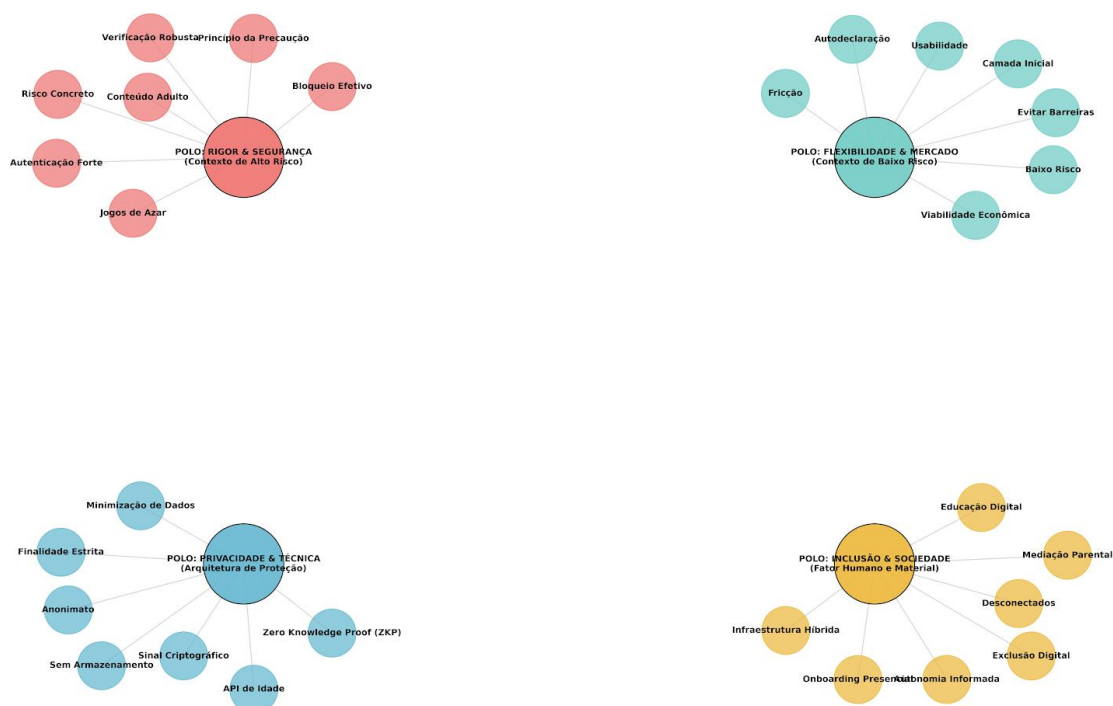 Verificação Robusta
Princípio da Precaução
Risco Concreto
Conteúdo Adulto
Bloqueio Efetivo
Autenticação Forte
POLO: RIGOR & SEGURANÇA
(Contexto de Alto Risco)
Jogos de Azar
Autodeclaração
Usabilidade
Camada Inicial
Fricção
Evitar Barreiras
POLO: FLEXIBILIDADE & MERCADO
(Contexto de Baixo Risco)
Baixo Risco
Viabilidade Econômica
Minimização de Dados
Finalidade Estrita
POLO: PRIVACIDADE & TÉCNICA
(Arquitetura de Proteção)
Anonimato
Zero Knowledge Proof (ZKP)
Sem Armazenamento
Sinal Criptográfico
API de Idade
Educação Digital
Mediação Parental
POLO: INCLUSÃO & SOCIEDADE
(Fator Humano e Material)
Desconectados
Infraestrutura Híbrida
Exclusão Digital
Onboarding Presencial
Autonomia Informada